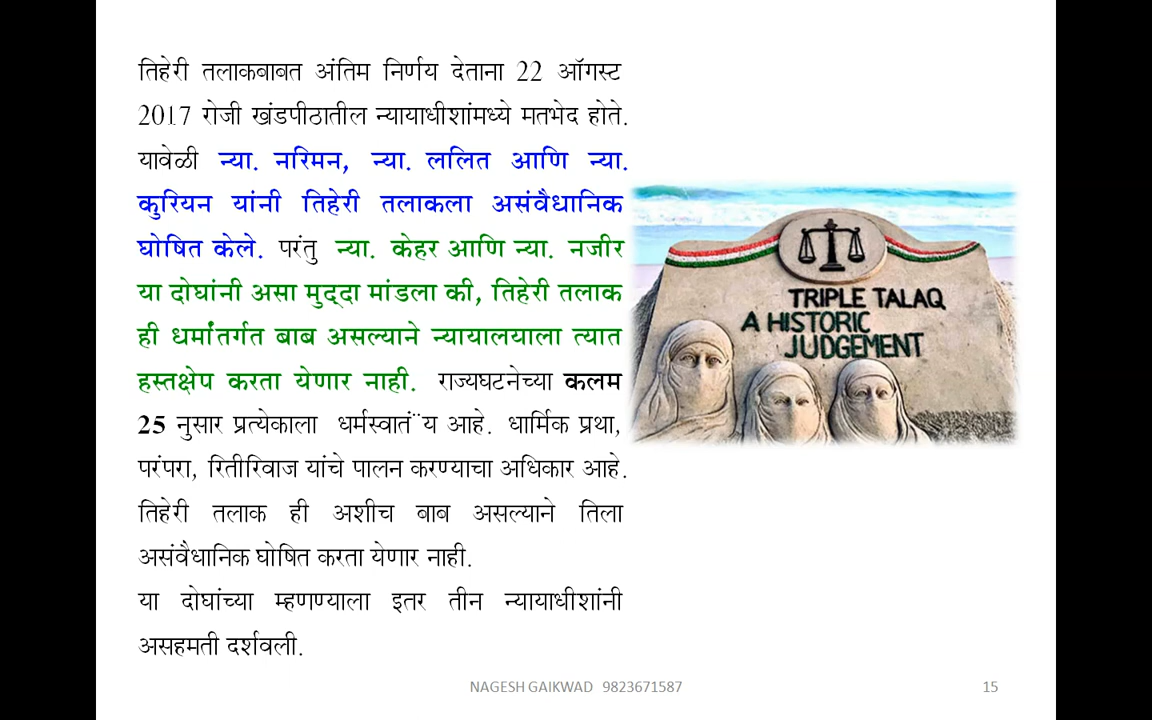 तिहेरी तलाकबाबत अंतिम निर्णय देताना 22 ऑगस्ट
2017 रोजी खंडपीठातील न्यायाधीशांमध्ये मतभेद होते.
यावेळी न्या. नरिमन, न्या. ललित आणि न्या.
कुरियन यांनी तिहेरी तलाकला असंवैधानिक
घोषित केले. परंतु न्या. केहर आणि न्या. नजीर
या दोघांनी असा मुद्दा मांडला की, तिहेरी तलाक
ही धर्मांतर्गत बाब असल्याने न्यायालयाला त्यात
हस्तक्षेप करता येणार नाही. राज्यघटनेच्या कलम
25 नुसार प्रत्येकाला धर्मस्वातं¨य आहे. धार्मिक प्रथा,
परंपरा, रितीरिवाज यांचे पालन करण्याचा अधिकार आहे.
तिहेरी तलाक ही अशीच बाब असल्याने तिला
असंवैधानिक घोषित करता येणार नाही.
या दोघांच्या म्हणण्याला इतर तीन न्यायाधीशांनी
असहमती दर्शवली.
TRIPLE TALAQ
A HISTORIC
JUDGEMENT
NAGESH GAIKWAD 9823671587
15